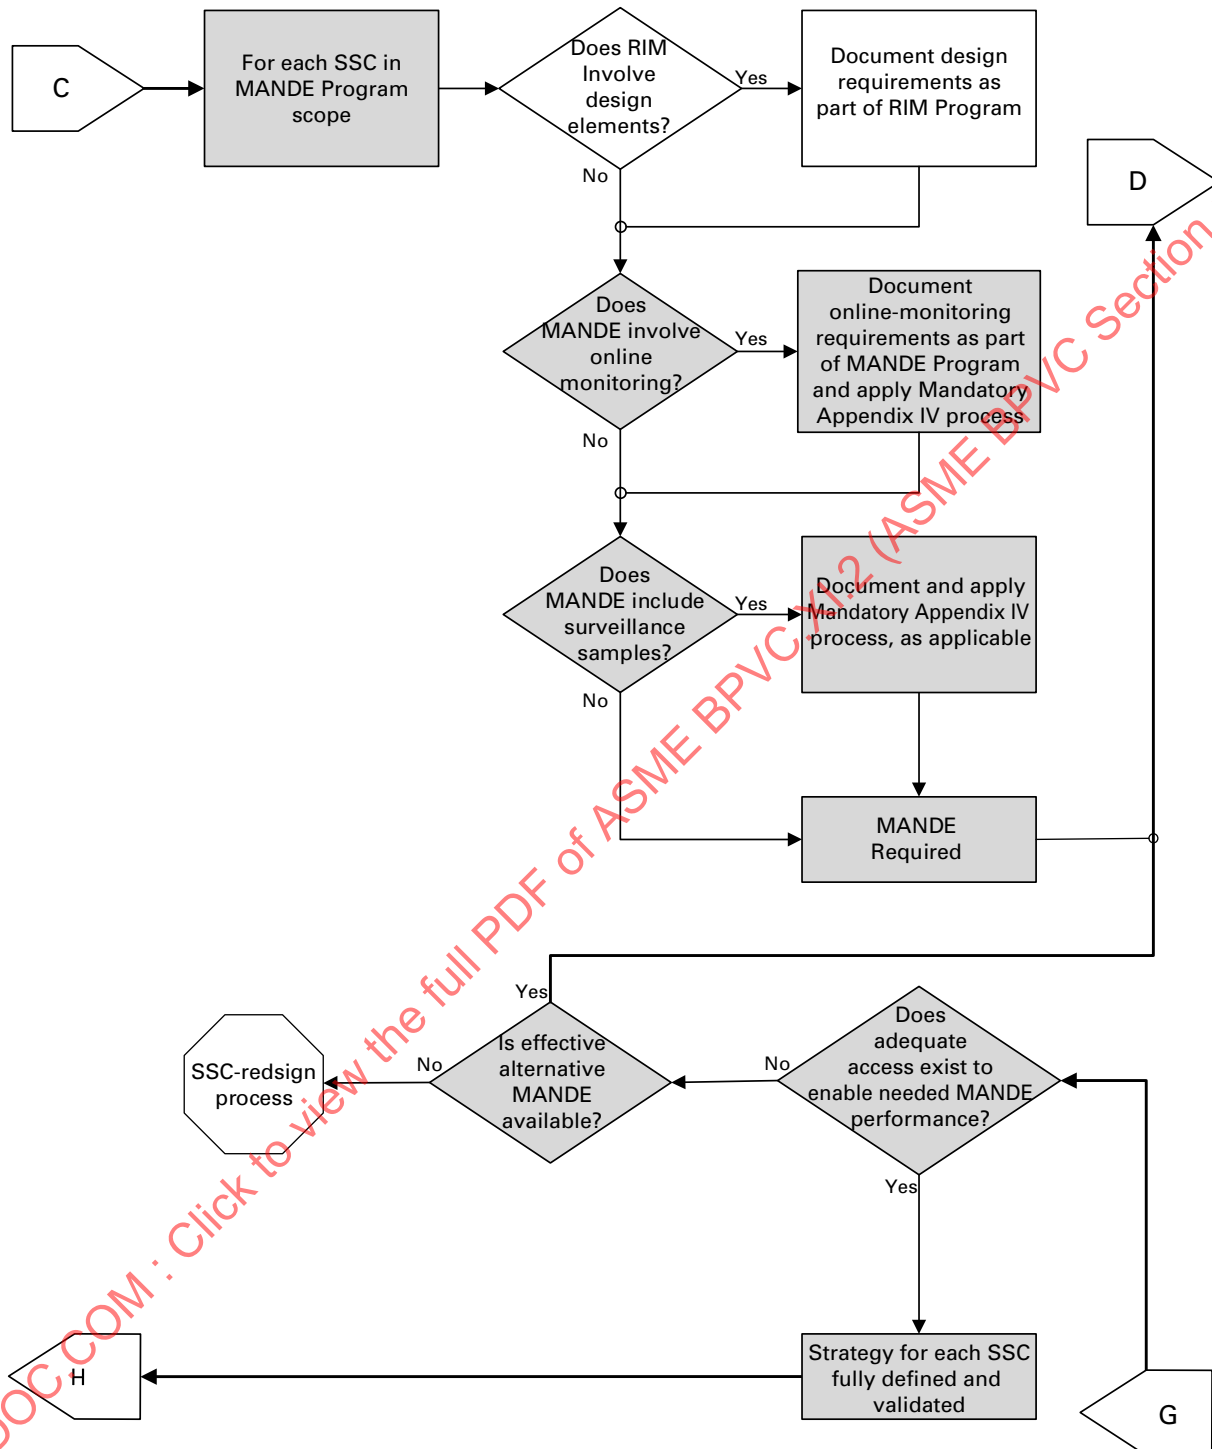 C
For each SSC in
MANDE Program
scope
Does RIM
Involve
design
elements?
Yes
No
Document design
requirements as
part of RIM Program
D
Does
MANDE involve
online
monitoring?
Yes
No
Document
online-monitoring
requirements as part
of MANDE Program
and apply Mandatory
Appendix IV process
Does
MANDE include
surveillance
samples?
Yes
No
Document and apply
Mandatory Appendix IV
process, as applicable
MANDE
Required
Yes
Is effective
alternative
MANDE
available?
No
SSC-redsign
process
Does
adequate
access exist to
enable needed MANDE
performance?
No
Yes
Strategy for each SSC
fully defined and
validated
H
G
DOC.COM : Click to view the full PDF of ASME BPVC.XI.2 (ASME BPVC Section